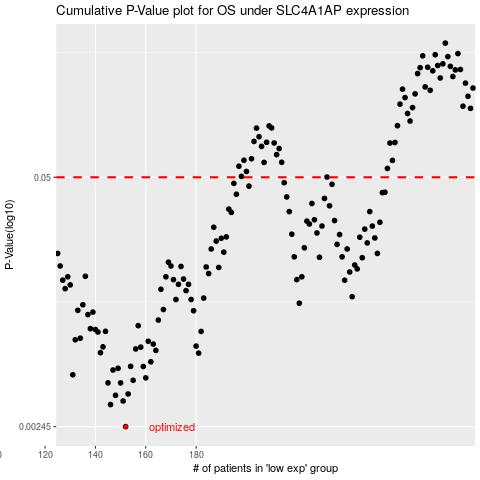 Cumulative P-Value plot for OS under SLC4A1AP expression
P-Value(log10)
0.05
0.00245
optimized
0 120 140 160 180
# of patients in 'low exp' group